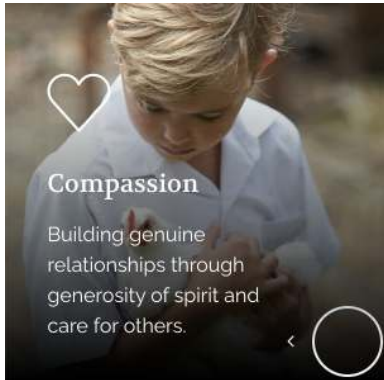 Compassion
Building genuine
relationships through
generosity of spirit and
care for others.